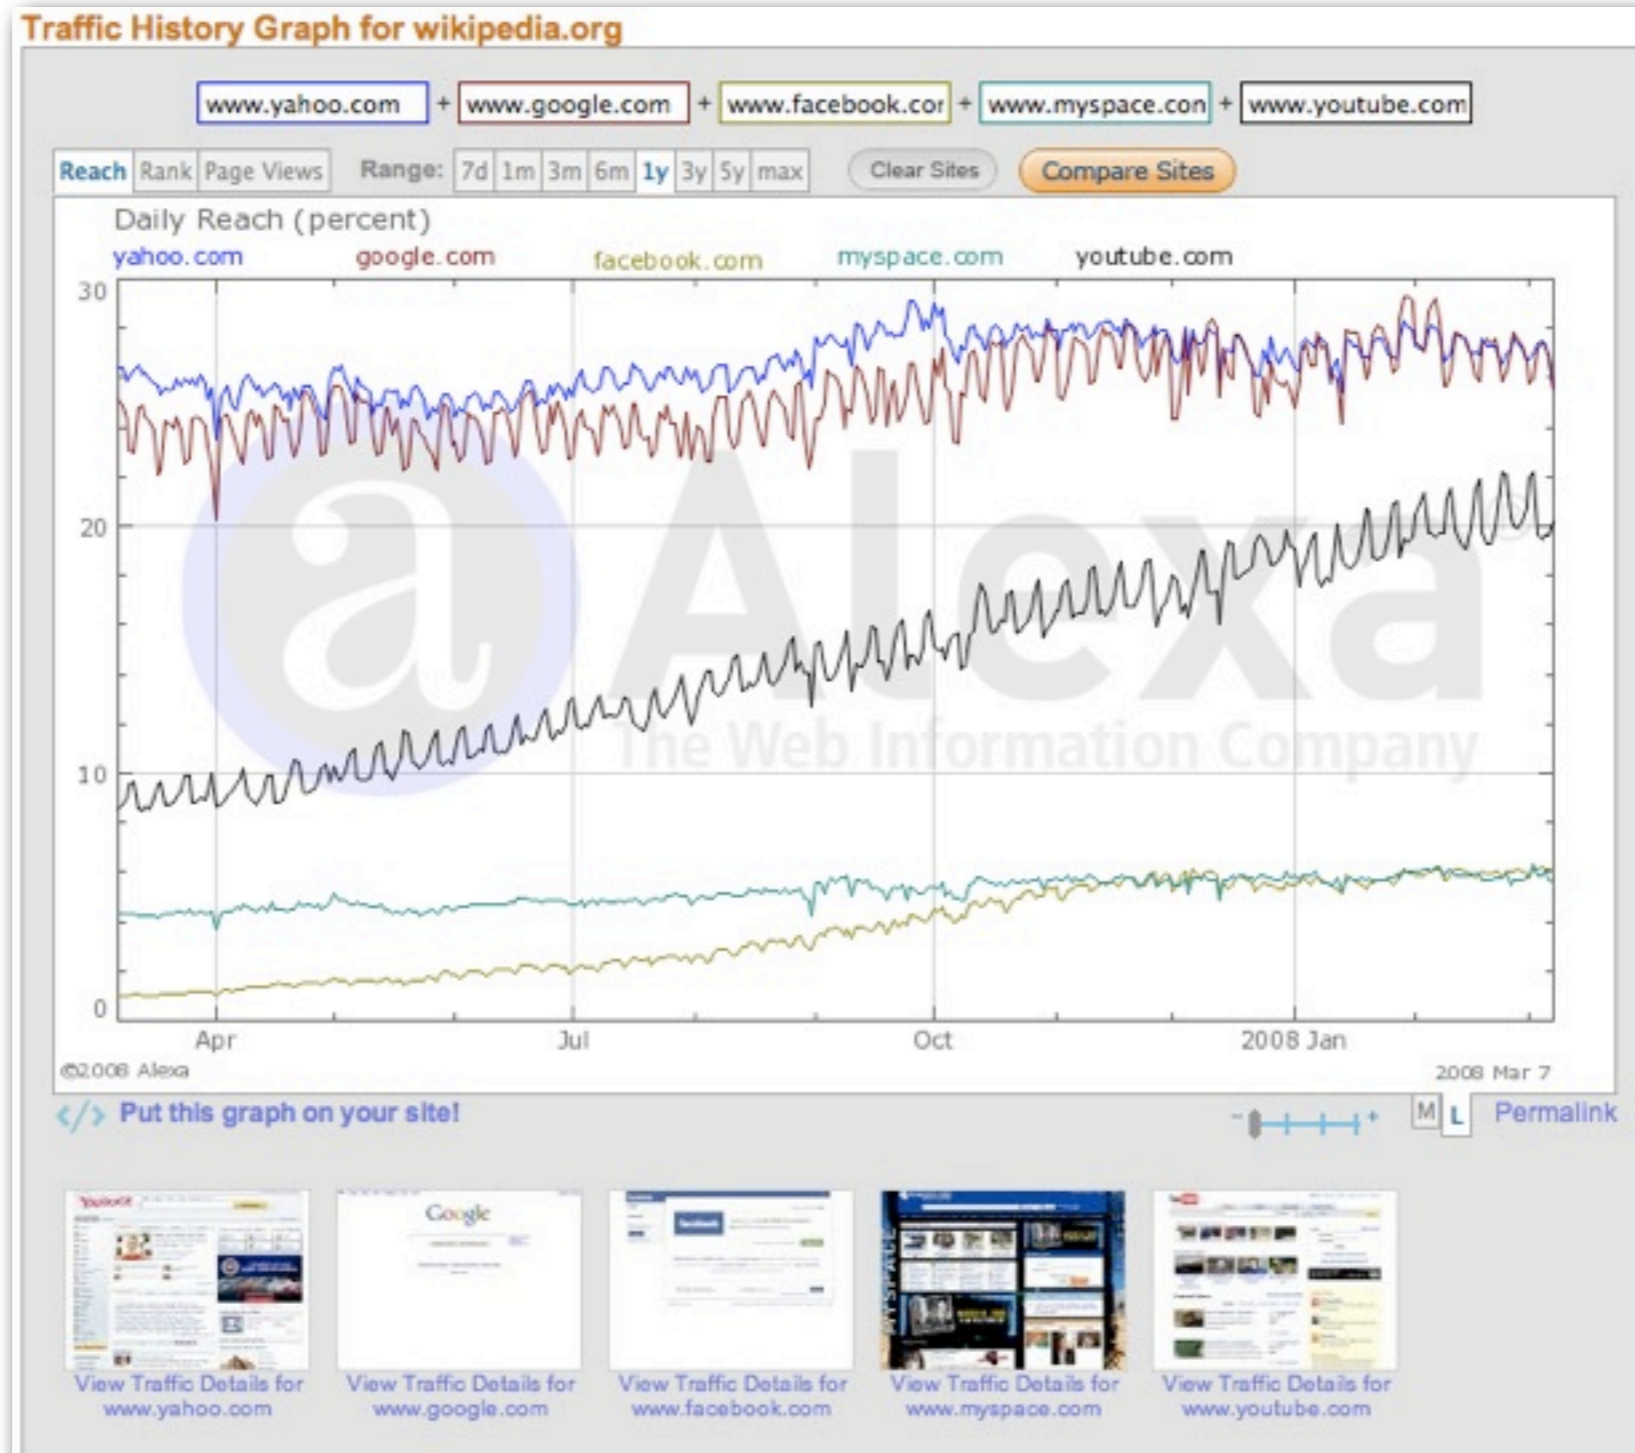 Traffic History Graph for wikipedia.org
www.yahoo.com + www.google.com + www.facebook.cor + www.myspace.con + www.youtube.com
Reach Rank Page Views Range: 7d 1m 3m 6m 1y 3y 5y max Clear Sites Compare Sites
Daily Reach (percent)
yahoo.com google.com facebook.com myspace.com youtube.com
30
20
10
0
a Alexa
The Web Information Company
Apr Jul Oct 2008 Jan
©2008 Alexa 2008 Mar 7
</> Put this graph on your site! - + M L Permalink
Google
facebook
MYSPACE
View Traffic Details for View Traffic Details for View Traffic Details for View Traffic Details for View Traffic Details for
www.yahoo.com www.google.com www.facebook.com www.myspace.com www.youtube.com